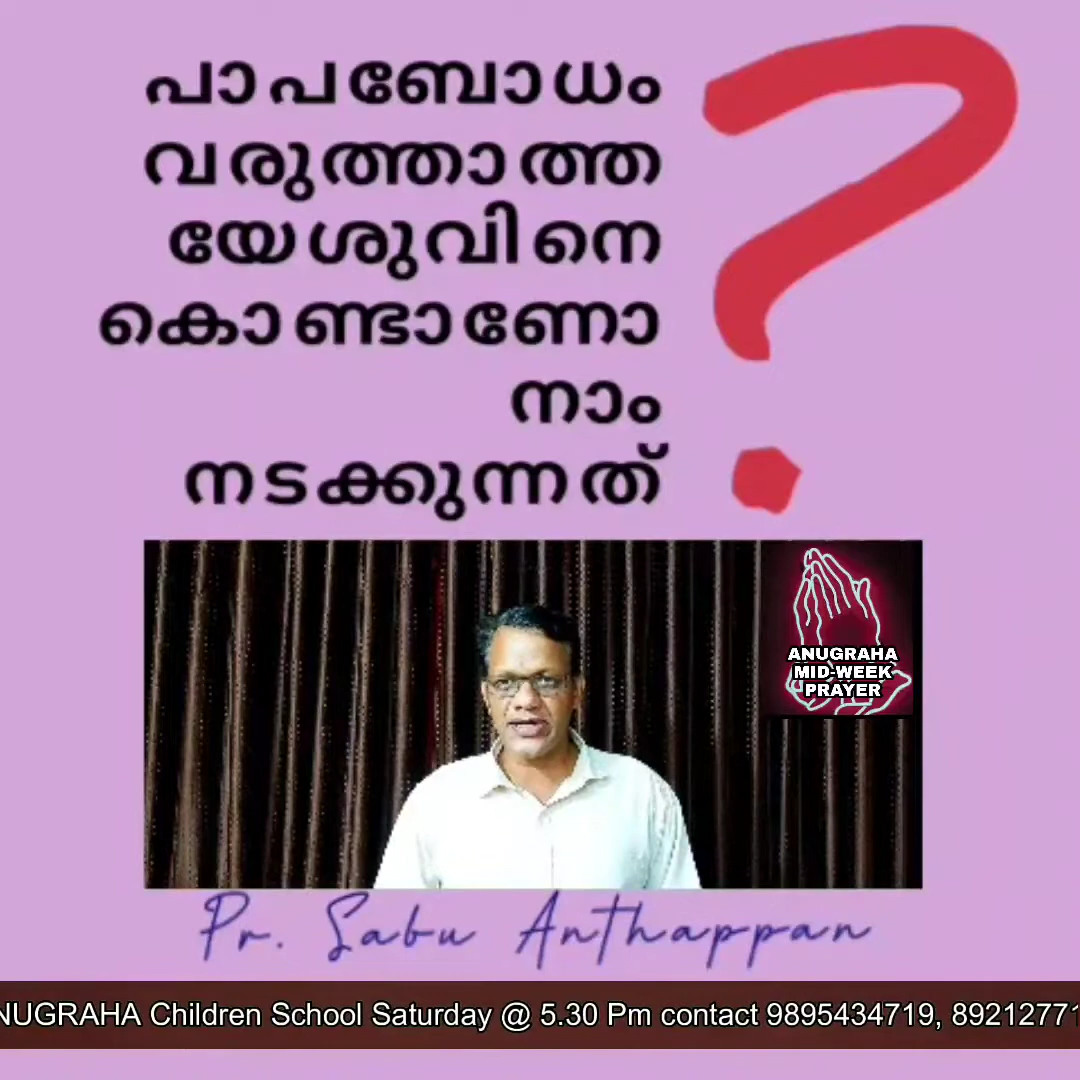 പാപബോധം
വരുത്താത്ത
യേശുവിനെ
കൊണ്ടാണോ
നാം
നടക്കുന്നത്
?
ANUGRAHA
MID-WEEK
PRAYER
Pr. Sabu Anthappan
NUGRAHA Children School Saturday @ 5.30 Pm contact 9895434719, 89212771